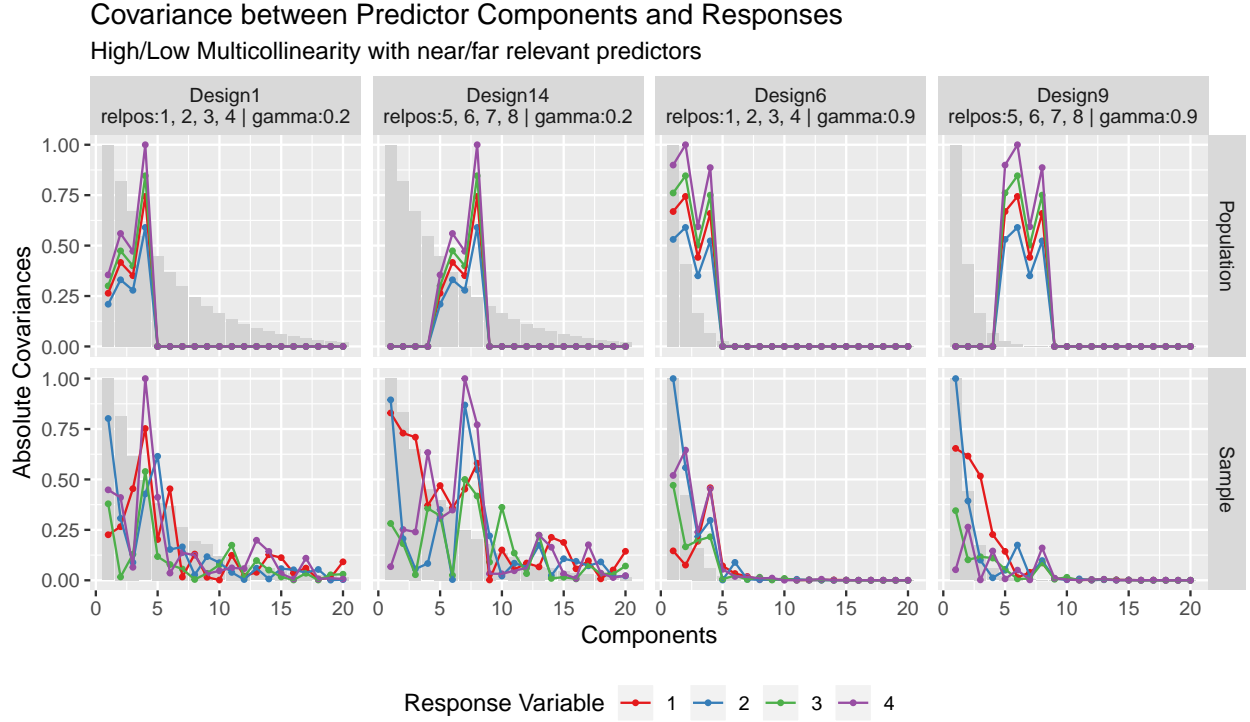 Covariance between Predictor Components and Responses
High/Low Multicollinearity with near/far relevant predictors
Design1
relpos:1, 2, 3, 4 | gamma:0.2
Design14
relpos:5, 6, 7, 8 | gamma:0.2
Design6
relpos:1, 2, 3, 4 | gamma:0.9
Design9
relpos:5, 6, 7, 8 | gamma:0.9
Absolute Covariances
1.00
0.75
0.50
0.25
0.00
Population
1.00
0.75
0.50
0.25
0.00
Sample
0 5 10 15 20
0 5 10 15 20
0 5 10 15 20
0 5 10 15 20
Components
Response Variable 1 2 3 4